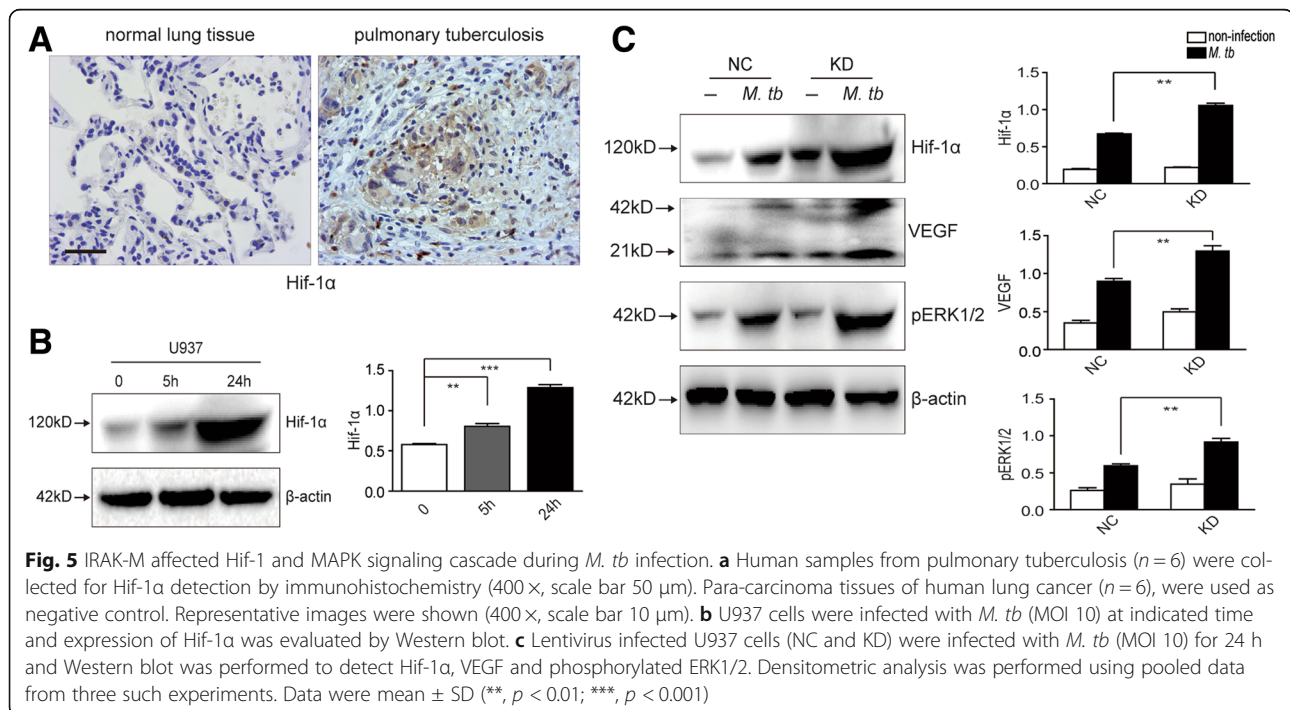 A
normal lung tissue
pulmonary tuberculosis
Hif-1α
B
U937
0 5h 24h
120kD
Hif-1α
42kD
β-actin
Hif-1α
1.5
1.0
0.5
0.0
**
***
0 5h 24h
C
NC KD
– M. tb – M. tb
120kD
Hif-1α
42kD
VEGF
21kD
42kD
pERK1/2
42kD
β-actin
non-infection
M. tb
Hif-1α
1.5
1.0
0.5
0.0
**
NC KD
VEGF
1.5
1.0
0.5
0.0
**
NC KD
pERK1/2
1.5
1.0
0.5
0.0
**
NC KD
Fig. 5 IRAK-M affected Hif-1 and MAPK signaling cascade during M. tb infection. a Human samples from pulmonary tuberculosis (n = 6) were col-
lected for Hif-1α detection by immunohistochemistry (400 ×, scale bar 50 μm). Para-carcinoma tissues of human lung cancer (n = 6), were used as
negative control. Representative images were shown (400 ×, scale bar 10 μm). b U937 cells were infected with M. tb (MOI 10) at indicated time
and expression of Hif-1α was evaluated by Western blot. c Lentivirus infected U937 cells (NC and KD) were infected with M. tb (MOI 10) for 24 h
and Western blot was performed to detect Hif-1α, VEGF and phosphorylated ERK1/2. Densitometric analysis was performed using pooled data
from three such experiments. Data were mean ± SD (**, p < 0.01; ***, p < 0.001)